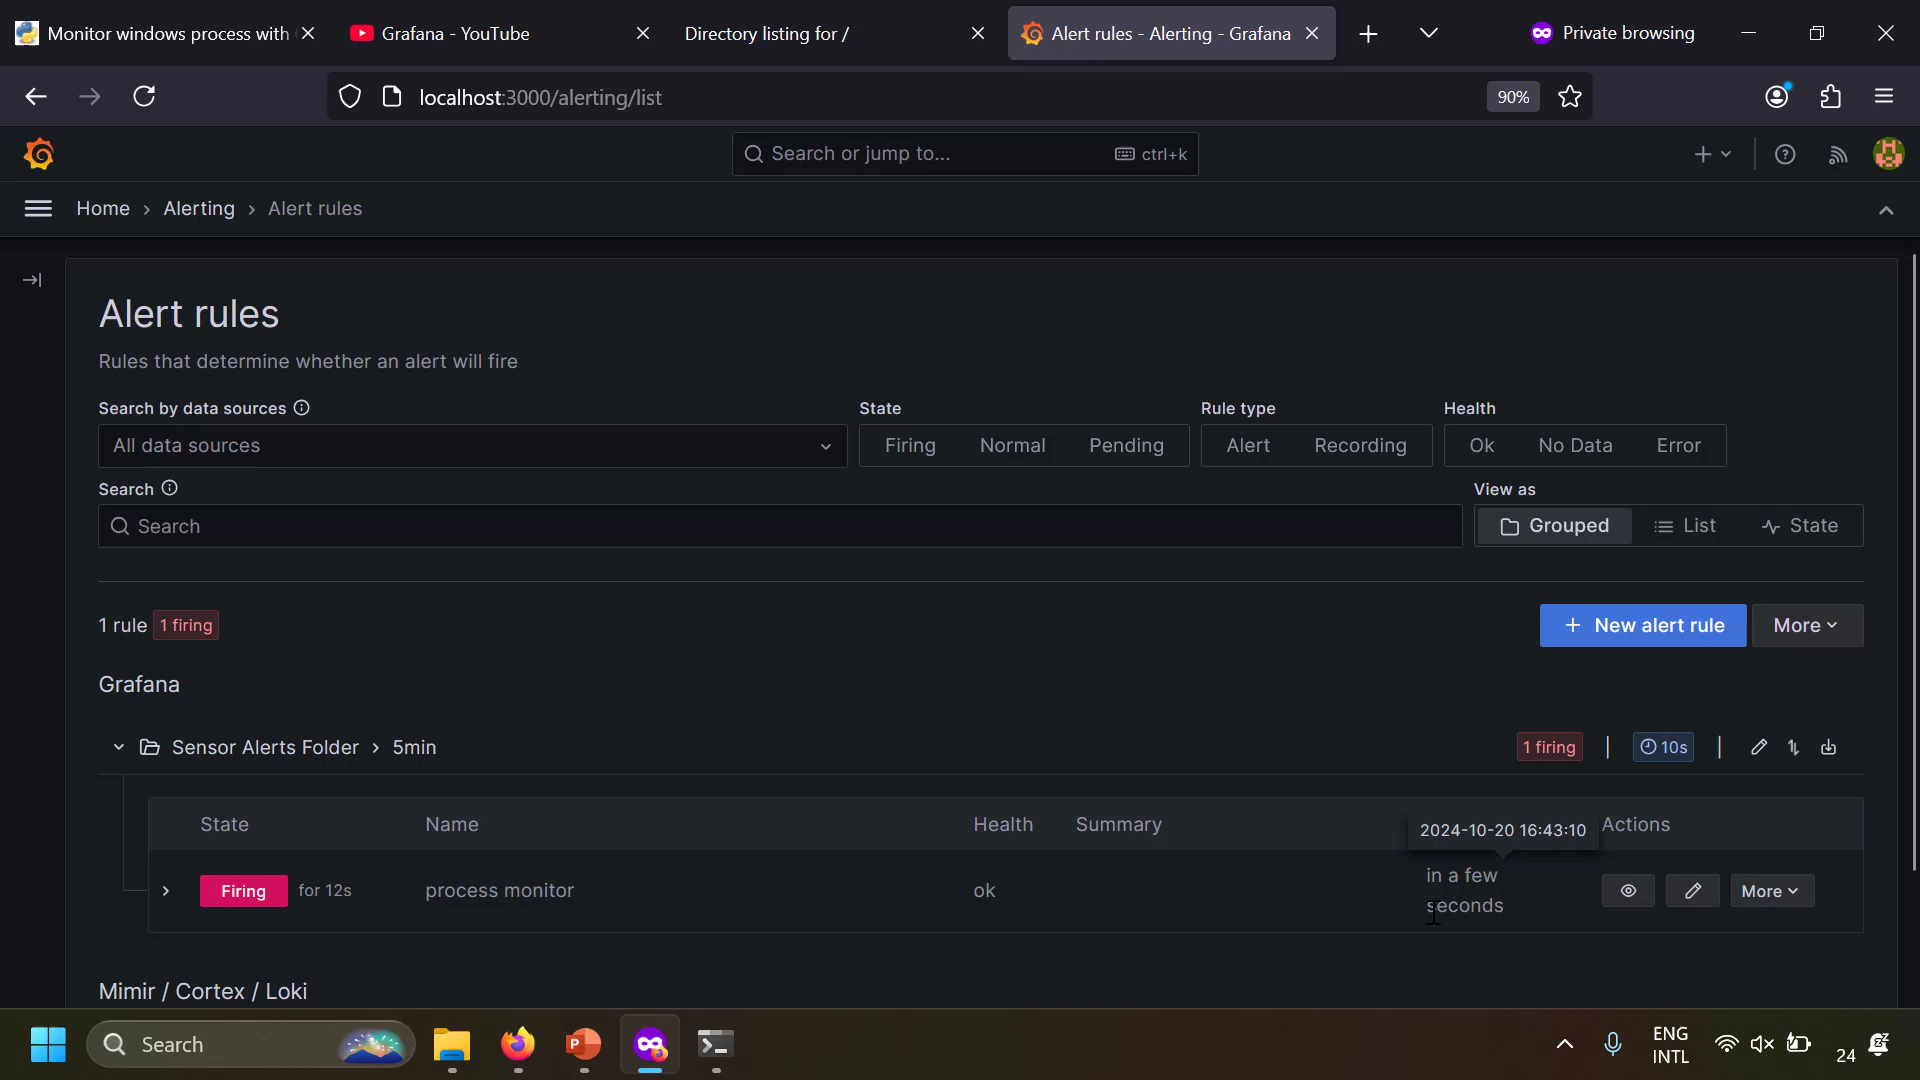 Monitor windows process with
Grafana - YouTube
Directory listing for /
Alert rules - Alerting - Grafana
Private browsing
localhost:3000/alerting/list
90%
Search or jump to...
ctrl+k
Home › Alerting › Alert rules
Alert rules
Rules that determine whether an alert will fire
Search by data sources
State
Rule type
Health
All data sources
Firing
Normal
Pending
Alert
Recording
Ok
No Data
Error
Search
View as
Search
Grouped
List
State
1 rule 1 firing
+ New alert rule
More
Grafana
Sensor Alerts Folder › 5min
1 firing | 10s |
State
Name
Health
Summary
2024-10-20 16:43:10
Actions
Firing
for 12s
process monitor
ok
in a few
seconds
More
Mimir / Cortex / Loki
Search
ENG
INTL
24